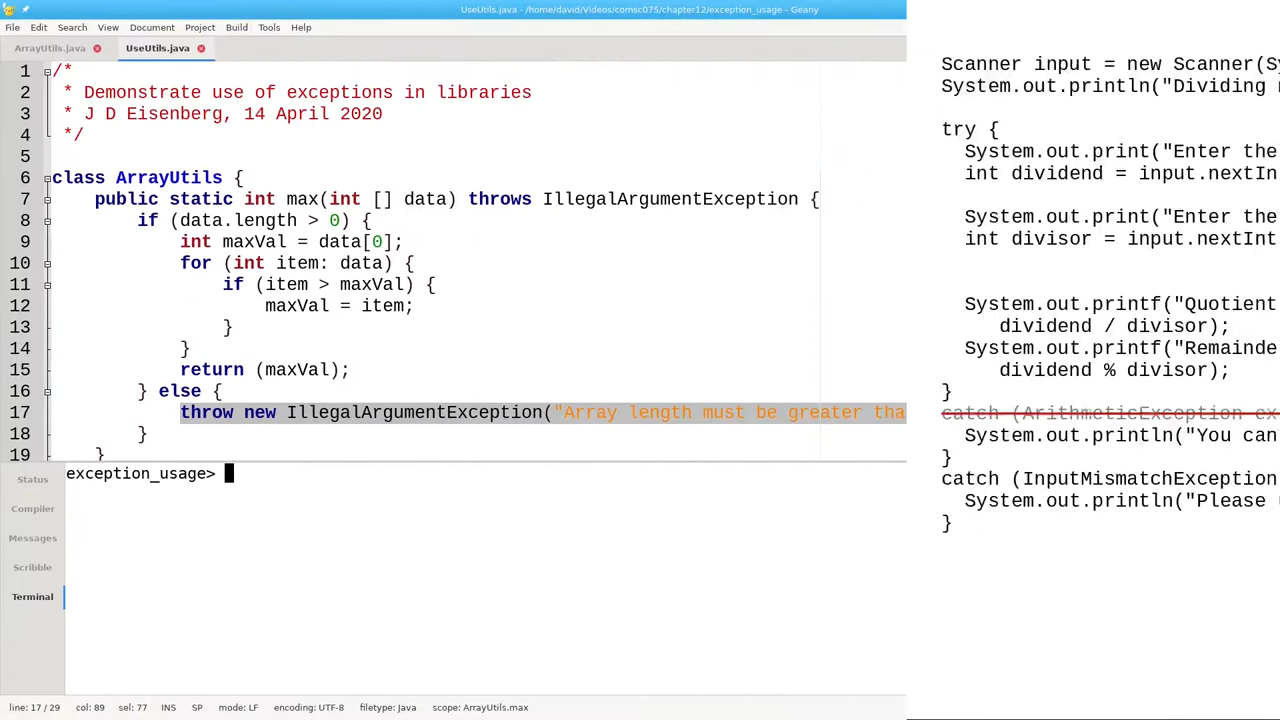 UseUtils.java - /home/david/Videos/comsc075/chapter12/exception_usage - Geany
File Edit Search View Document Project Build Tools Help
ArrayUtils.java UseUtils.java
1 /*
2 * Demonstrate use of exceptions in libraries
3 * J D Eisenberg, 14 April 2020
4 */
5
6 class ArrayUtils {
7 public static int max(int [] data) throws IllegalArgumentException {
8 if (data.length > 0) {
9 int maxVal = data[0];
10 for (int item: data) {
11 if (item > maxVal) {
12 maxVal = item;
13 }
14 }
15 return (maxVal);
16 } else {
17 throw new IllegalArgumentException("Array length must be greater tha
18 }
19 }
exception_usage>
Status
Compiler
Messages
Scribble
Terminal
line: 17 / 29 col: 89 sel: 77 INS SP mode: LF encoding: UTF-8 filetype: Java scope: ArrayUtils.max
Scanner input = new Scanner(Sy
System.out.println("Dividing
try {
System.out.print("Enter the
int dividend = input.nextIn
System.out.print("Enter the
int divisor = input.nextInt
System.out.printf("Quotient
dividend / divisor);
System.out.printf("Remainde
dividend % divisor);
}
catch (ArithmeticException ex
System.out.println("You can
}
catch (InputMismatchException
System.out.println("Please
}